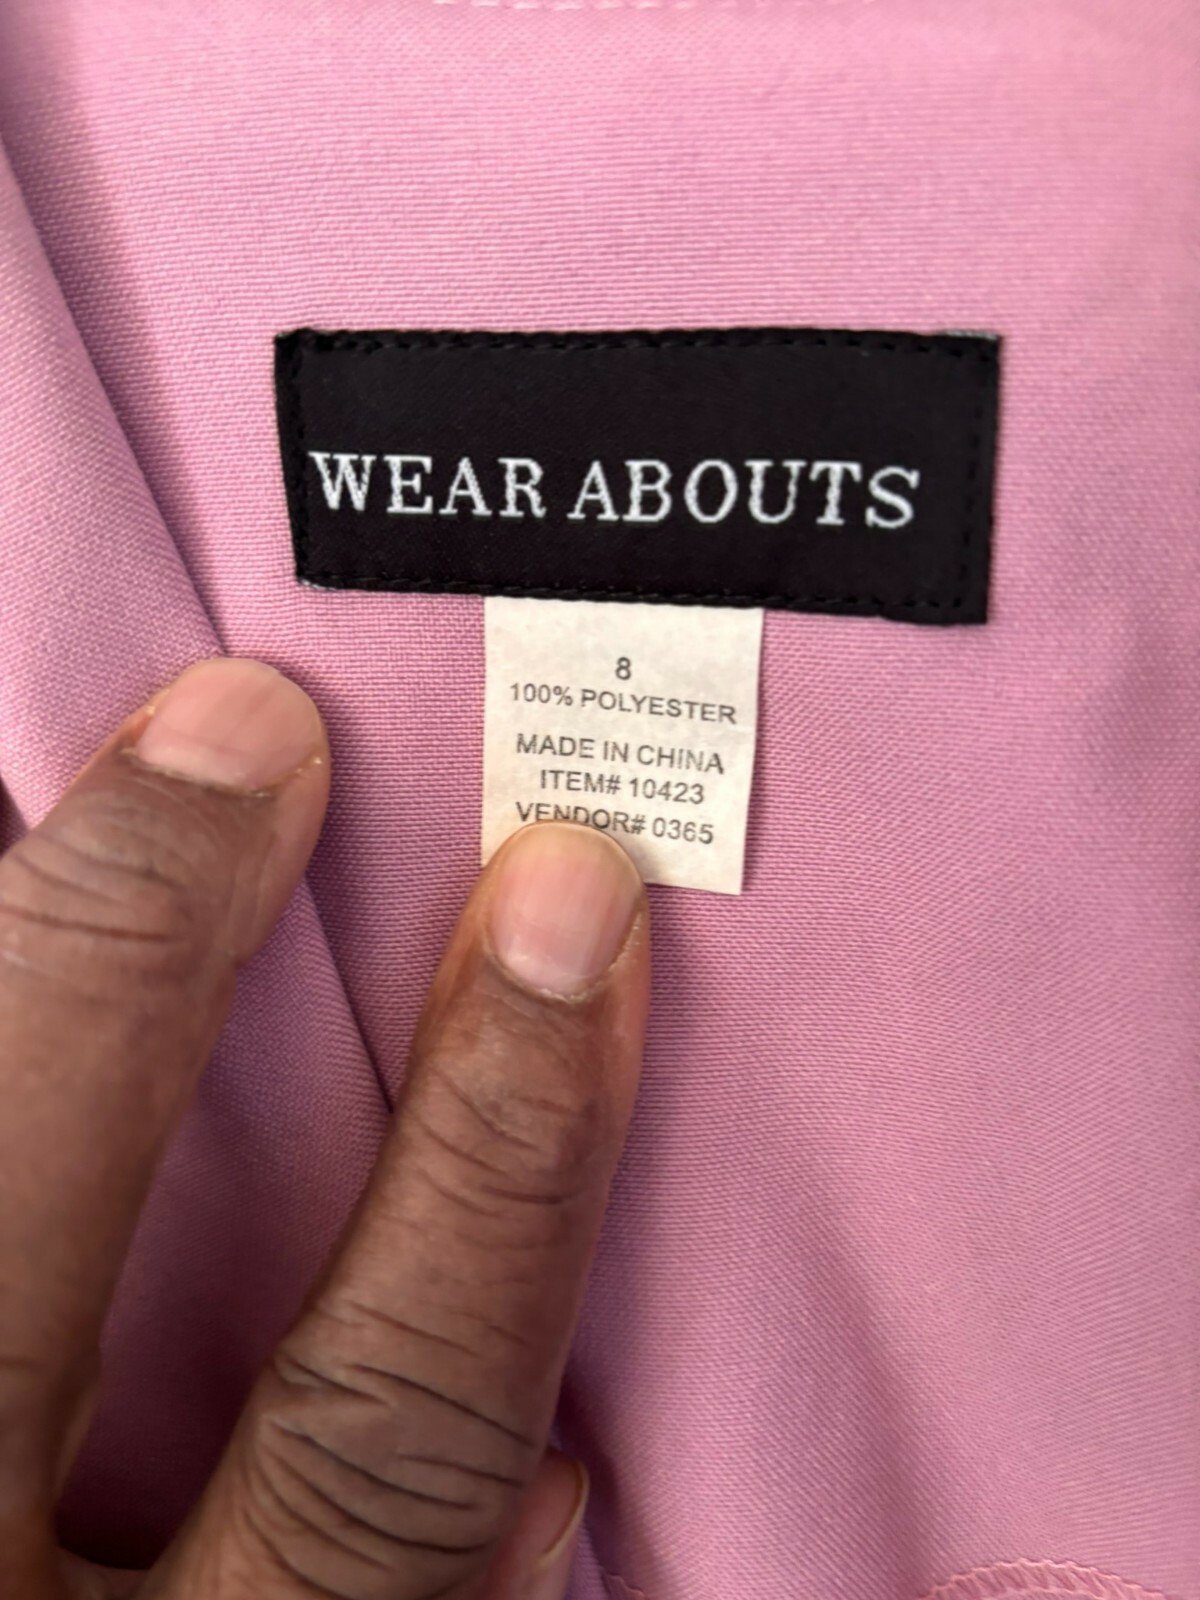 WEAR ABOUTS
8
100% POLYESTER
MADE IN CHINA
ITEM# 10423
VENDOR# 0365